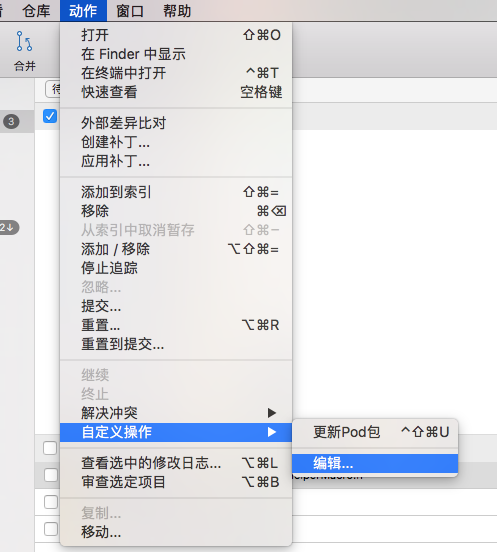 仓库 动作 窗口 帮助
合并
3
2↓
打开 ⇧⌘O
在 Finder 中显示
在终端中打开 ^⌘T
快速查看 空格键
外部差异比对
创建补丁...
应用补丁...
添加到索引 ⇧⌘=
移除 ⌘⌫
从索引中取消暂存 ⇧⌘−
添加 / 移除 ⌥⇧⌘=
停止追踪
忽略...
提交...
重置... ⌥⌘R
重置到提交...
继续
终止
解决冲突 ▶
自定义操作 ▶
更新Pod包 ^⇧⌘U
编辑...
查看选中的修改日志... ⌥⌘L
审查选定项目 ⌥⌘B
复制...
移动...